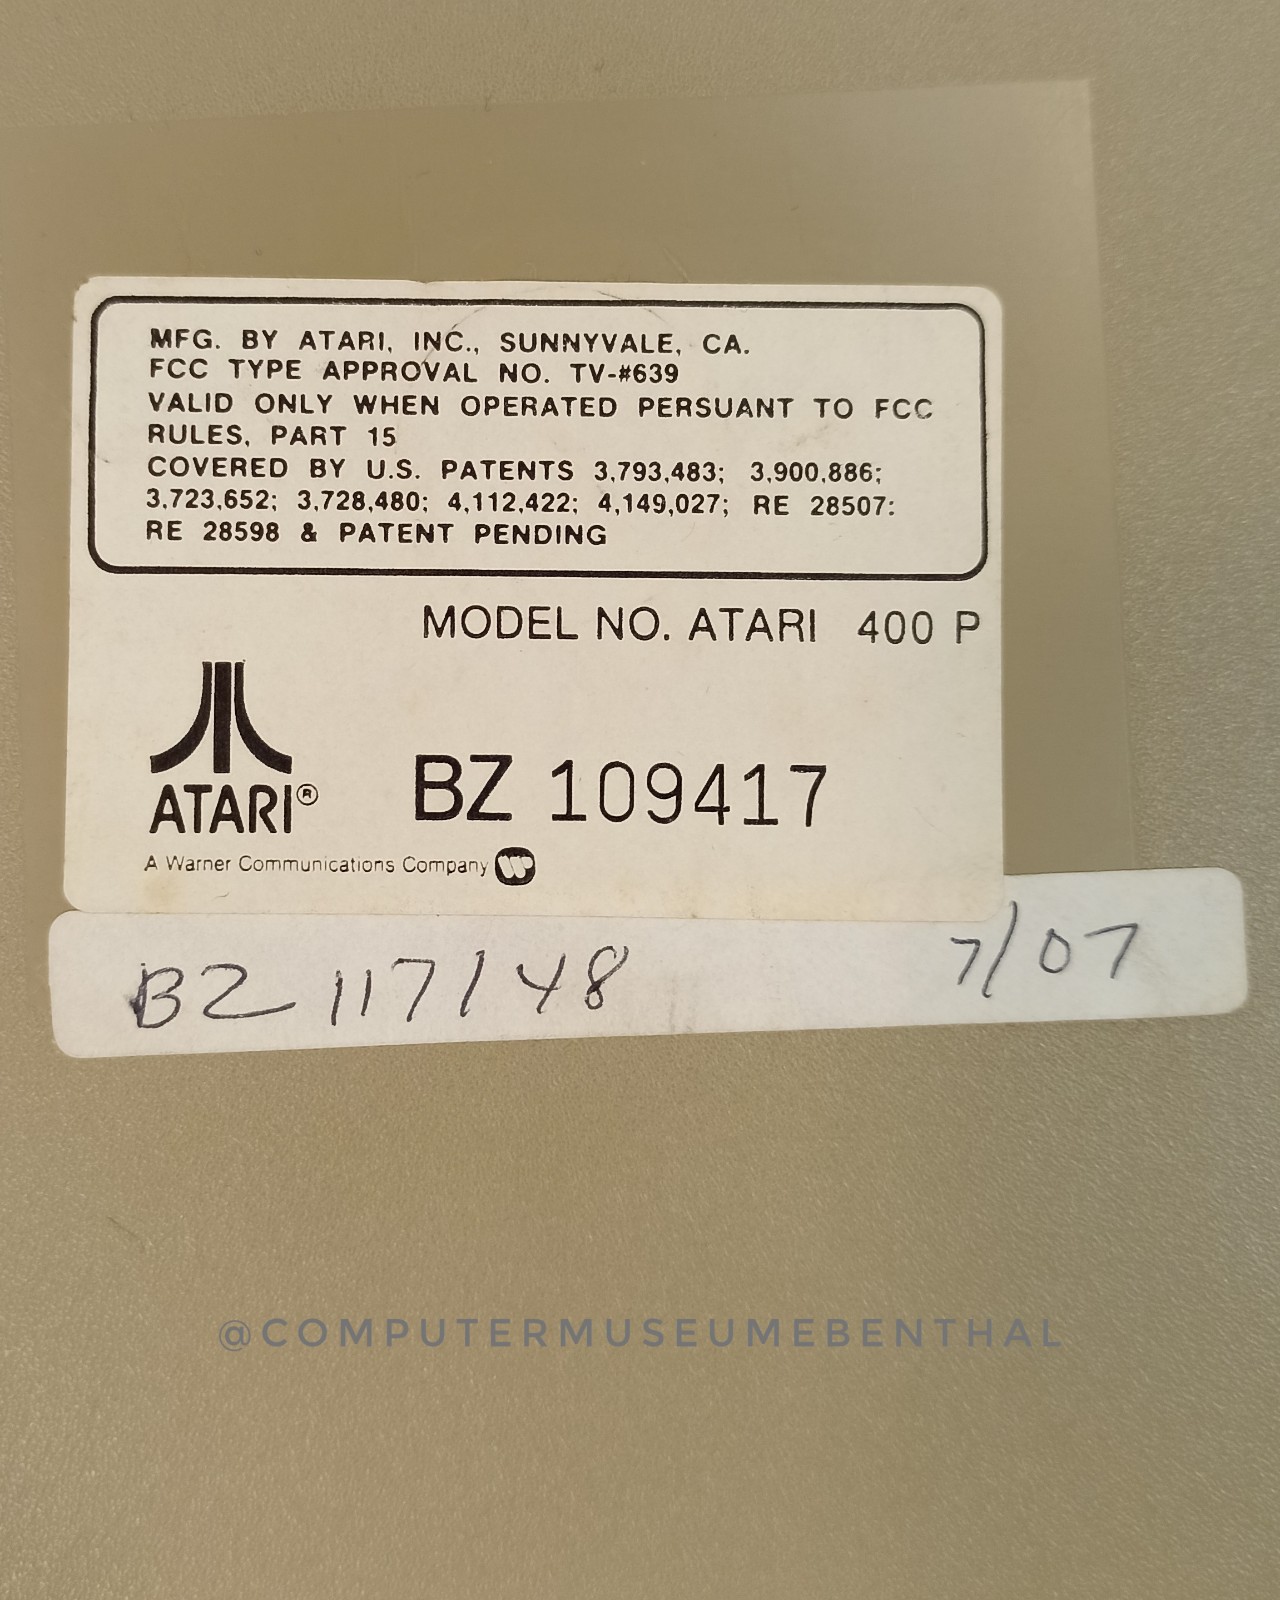 MFG. BY ATARI, INC., SUNNYVALE, CA.
FCC TYPE APPROVAL NO. TV-#639
VALID ONLY WHEN OPERATED PERSUANT TO FCC
RULES, PART 15
COVERED BY U.S. PATENTS 3,793,483; 3,900,886;
3,723,652; 3,728,480; 4,112,422; 4,149,027; RE 28507:
RE 28598 & PATENT PENDING
MODEL NO. ATARI 400 P
ATARI®
BZ 109417
A Warner Communications Company
BZ 117148 7/07
@COMPUTERMUSEUMEBENTHAL